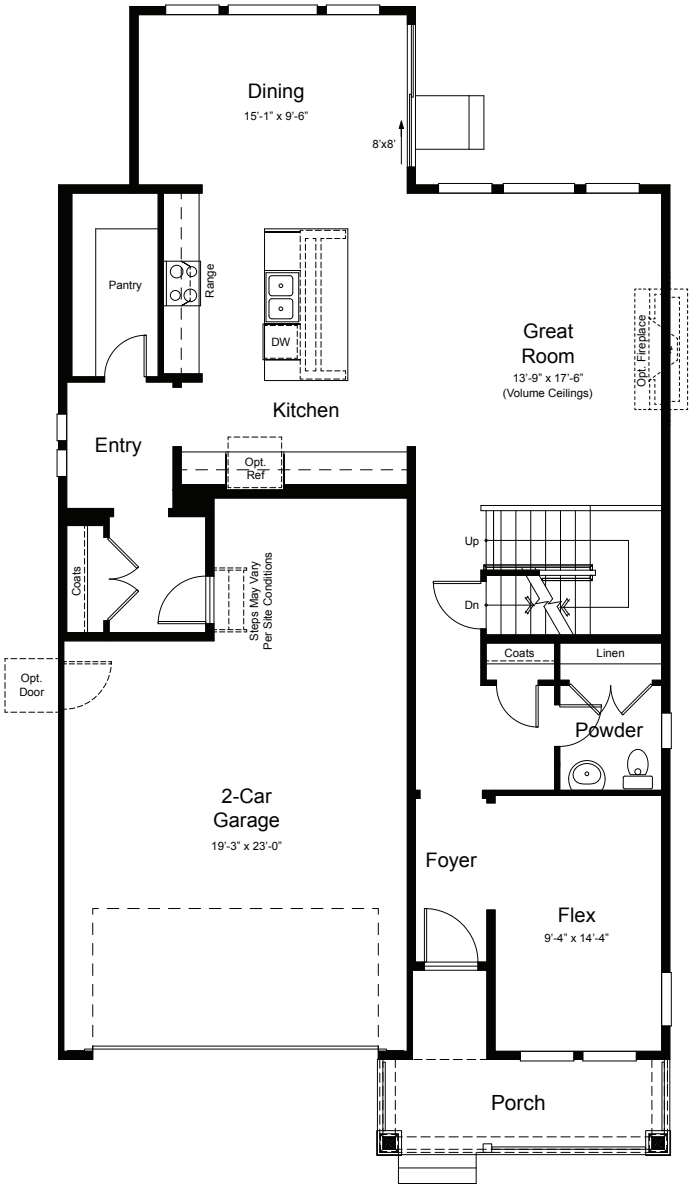 Dining
15'-1" x 9'-6"
8'x8'
Pantry
Range
DW
Great
Room
13'-9" x 17'-6"
(Volume Ceilings)
Opt. Fireplace
Kitchen
Entry
Opt.
Ref
Up
Dn
Coats
Steps May Vary
Per Site Conditions
Coats
Linen
Opt.
Door
Powder
2-Car
Garage
19'-3" x 23'-0"
Foyer
Flex
9'-4" x 14'-4"
Porch